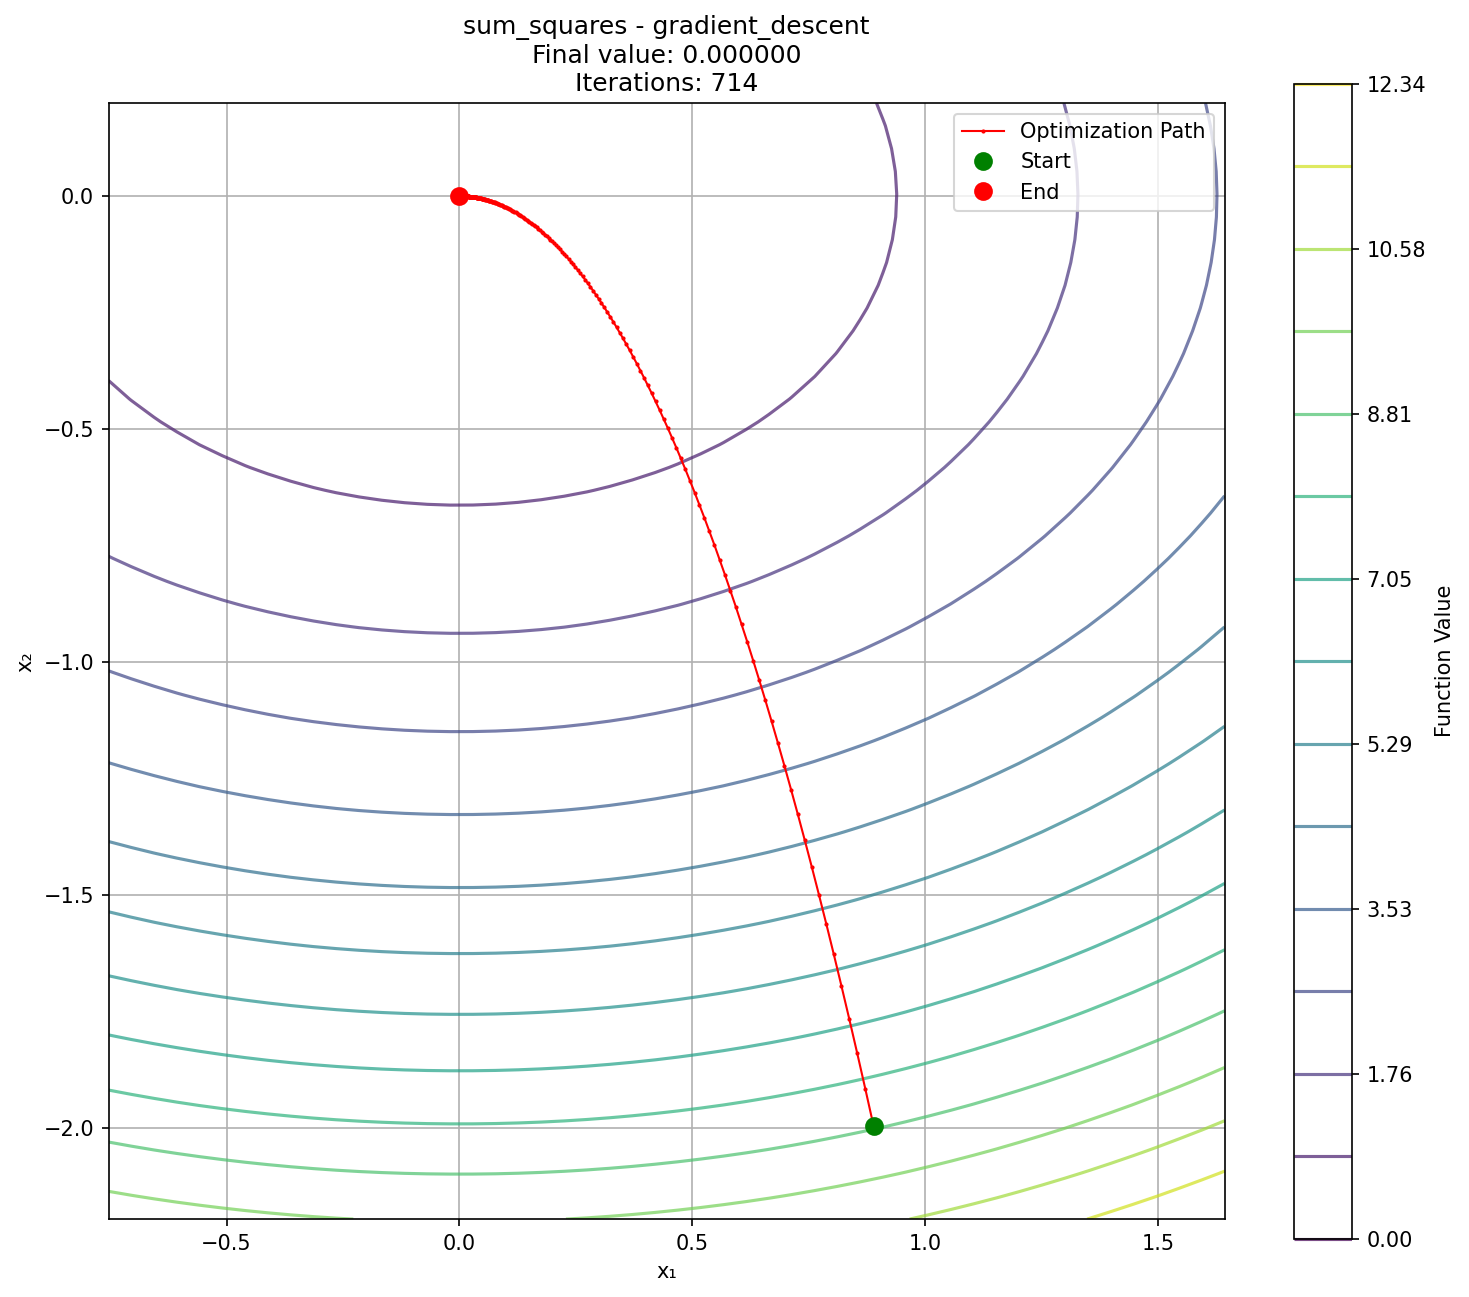 sum_squares - gradient_descent
Final value: 0.000000
Iterations: 714
Optimization Path
Start
End
0.0
−0.5
−1.0
−1.5
−2.0
x₂
−0.5
0.0
0.5
1.0
1.5
x₁
12.34
10.58
8.81
7.05
5.29
3.53
1.76
0.00
Function Value